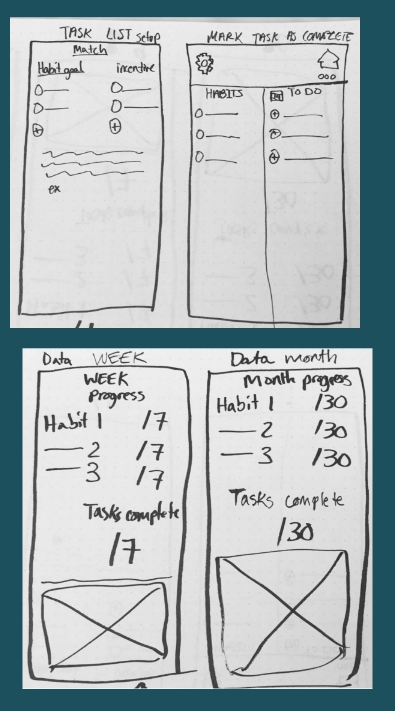 TASK LIST setup
Match
Habit goal incentive
ex
MARK TASK AS COMPLETE
HABITS
TO DO
Data WEEK
WEEK
Progress
Habit 1 /7
2 /7
3 /7
Tasks complete
/7
Data month
Month progress
Habit 1 /30
2 /30
3 /30
Tasks complete
/30